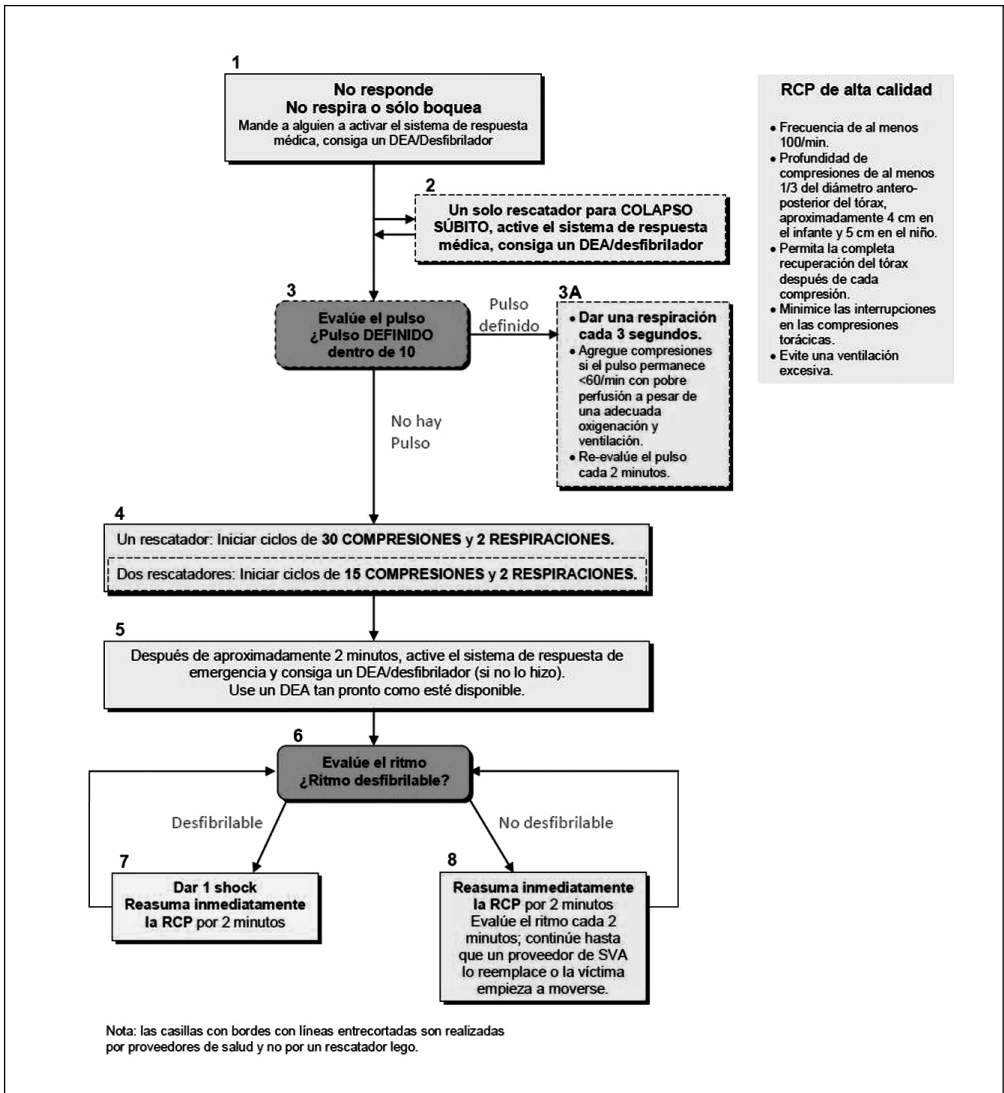 1
No responde
No respira o sólo boquea
Mande a alguien a activar el sistema de respuesta
médica, consiga un DEA/Desfibrilador
2
Un solo rescatador para COLAPSO
SÚBITO, active el sistema de respuesta
médica, consiga un DEA/desfibrilador
3
Evalúe el pulso
¿Pulso DEFINIDO
dentro de 10
Pulso
definido
3A
• Dar una respiración
cada 3 segundos.
• Agregue compresiones
si el pulso permanece
<60/min con pobre
perfusión a pesar de
una adecuada
oxigenación y
ventilación.
• Re-evalúe el pulso
cada 2 minutos.
RCP de alta calidad
• Frecuencia de al menos
100/min.
• Profundidad de
compresiones de al menos
1/3 del diámetro antero-
posterior del tórax,
aproximadamente 4 cm en
el infante y 5 cm en el niño.
• Permita la completa
recuperación del tórax
después de cada
compresión.
• Minimice las interrupciones
en las compresiones
torácicas.
• Evite una ventilación
excesiva.
No hay
Pulso
4
Un rescatador: Iniciar ciclos de 30 COMPRESIONES y 2 RESPIRACIONES.
Dos rescatadores: Iniciar ciclos de 15 COMPRESIONES y 2 RESPIRACIONES.
5
Después de aproximadamente 2 minutos, active el sistema de respuesta de
emergencia y consiga un DEA/desfibrilador (si no lo hizo).
Use un DEA tan pronto como esté disponible.
6
Evalúe el ritmo
¿Ritmo desfibrilable?
Desfibrilable
No desfibrilable
7
Dar 1 shock
Reasuma inmediatamente
la RCP por 2 minutos
8
Reasuma inmediatamente
la RCP por 2 minutos
Evalúe el ritmo cada 2
minutos; continúe hasta
que un proveedor de SVA
lo reemplace o la víctima
empieza a moverse.
Nota: las casillas con bordes con líneas entrecortadas son realizadas
por proveedores de salud y no por un rescatador lego.